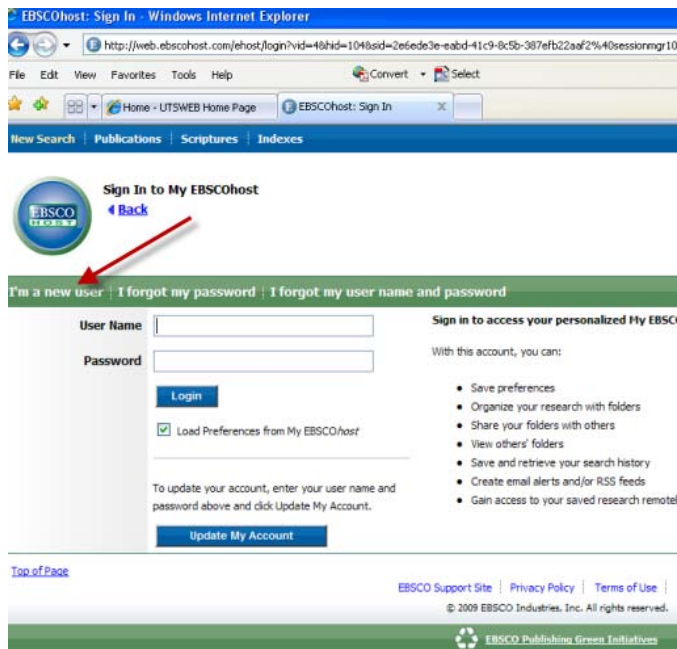 EBSCOhost: Sign In - Windows Internet Explorer
http://web.ebscohost.com/ehost/login?vid=4&hid=104&sid=2e6ede3e-eabd-41c9-8c5b-387efb22aaf2%40sessionmgr10
File Edit View Favorites Tools Help Convert Select
Home - UTSWEB Home Page EBSCOhost: Sign In X
New Search Publications Scriptures Indexes
Sign In to My EBSCOhost
EBSCO
HOST
Back
I'm a new user I forgot my password I forgot my user name and password
User Name
Password
Login
Load Preferences from My EBSCOhost
To update your account, enter your user name and
password above and click Update My Account.
Update My Account
Sign in to access your personalized My EBSC
With this account, you can:
• Save preferences
• Organize your research with folders
• Share your folders with others
• View others' folders
• Save and retrieve your search history
• Create email alerts and/or RSS feeds
• Gain access to your saved research remotel
Top of Page
EBSCO Support Site Privacy Policy Terms of Use
© 2009 EBSCO Industries, Inc. All rights reserved.
EBSCO Publishing Green Initiatives